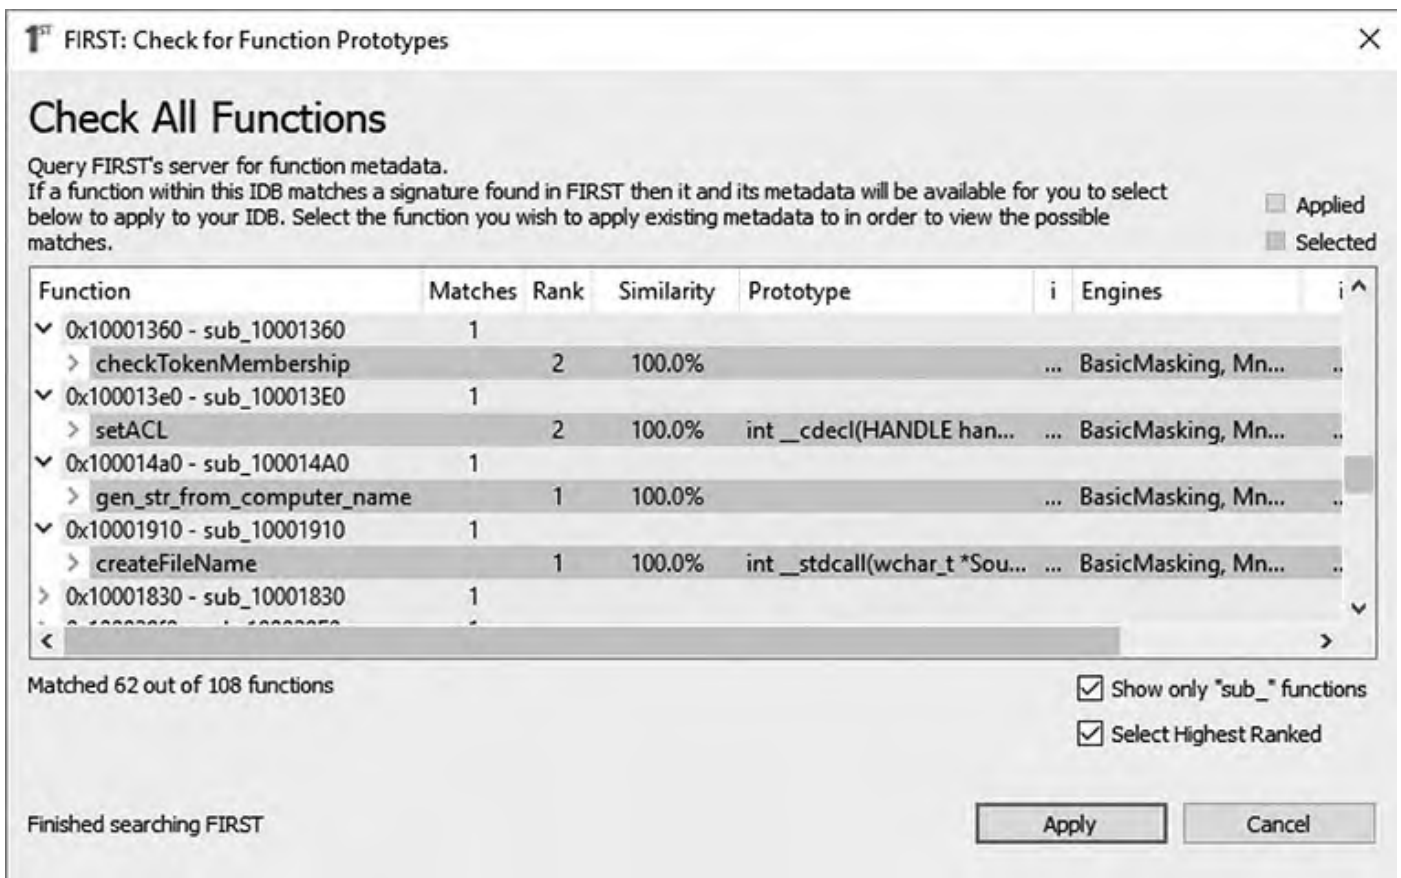 1ST FIRST: Check for Function Prototypes
Check All Functions
Query FIRST's server for function metadata.
If a function within this IDB matches a signature found in FIRST then it and its metadata will be available for you to select
below to apply to your IDB. Select the function you wish to apply existing metadata to in order to view the possible
matches.
Applied
Selected
Function Matches Rank Similarity Prototype i Engines i
0x10001360 - sub_10001360 1
checkTokenMembership 2 100.0% ... BasicMasking, Mn... ..
0x100013e0 - sub_100013E0 1
setACL 2 100.0% int __cdecl(HANDLE han... ... BasicMasking, Mn... ..
0x100014a0 - sub_100014A0 1
gen_str_from_computer_name 1 100.0% ... BasicMasking, Mn... ..
0x10001910 - sub_10001910 1
createFileName 1 100.0% int __stdcall(wchar_t *Sou... ... BasicMasking, Mn... ..
0x10001830 - sub_10001830 1
Matched 62 out of 108 functions
Show only "sub_" functions
Select Highest Ranked
Finished searching FIRST
Apply
Cancel